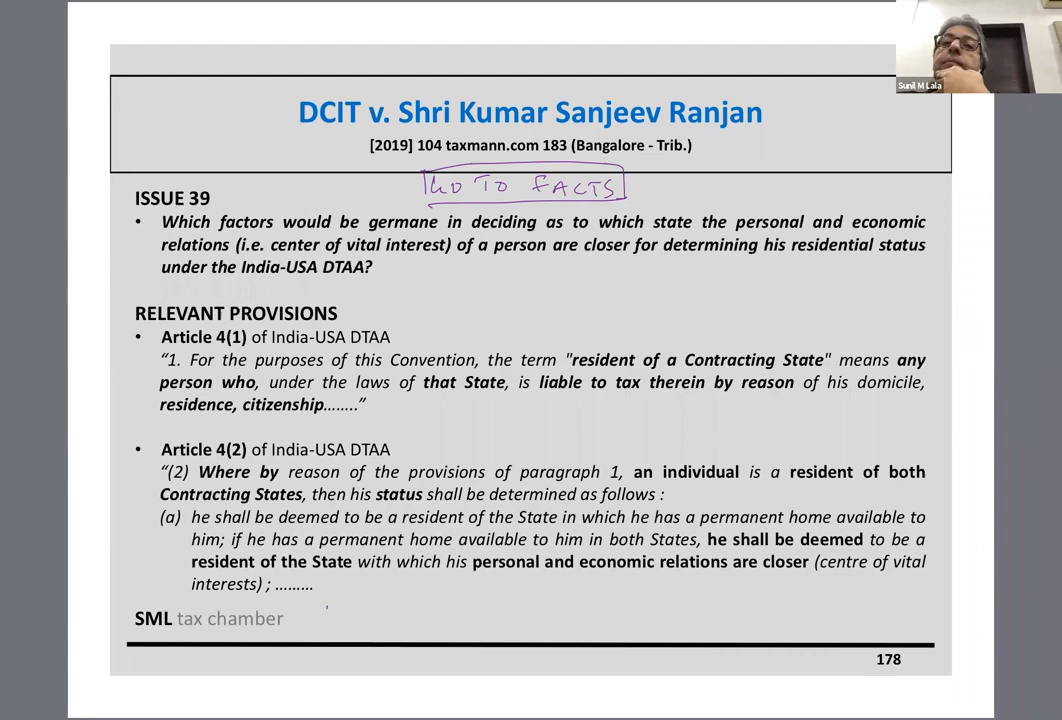 Sunil M Lala
DCIT v. Shri Kumar Sanjeev Ranjan
[2019] 104 taxmann.com 183 (Bangalore - Trib.)
GO TO FACTS
ISSUE 39
• Which factors would be germane in deciding as to which state the personal and economic
relations (i.e. center of vital interest) of a person are closer for determining his residential status
under the India-USA DTAA?
RELEVANT PROVISIONS
• Article 4(1) of India-USA DTAA
“1. For the purposes of this Convention, the term "resident of a Contracting State" means any
person who, under the laws of that State, is liable to tax therein by reason of his domicile,
residence, citizenship……..”
• Article 4(2) of India-USA DTAA
“(2) Where by reason of the provisions of paragraph 1, an individual is a resident of both
Contracting States, then his status shall be determined as follows :
(a) he shall be deemed to be a resident of the State in which he has a permanent home available to
him; if he has a permanent home available to him in both States, he shall be deemed to be a
resident of the State with which his personal and economic relations are closer (centre of vital
interests) ; ………
SML tax chamber
178